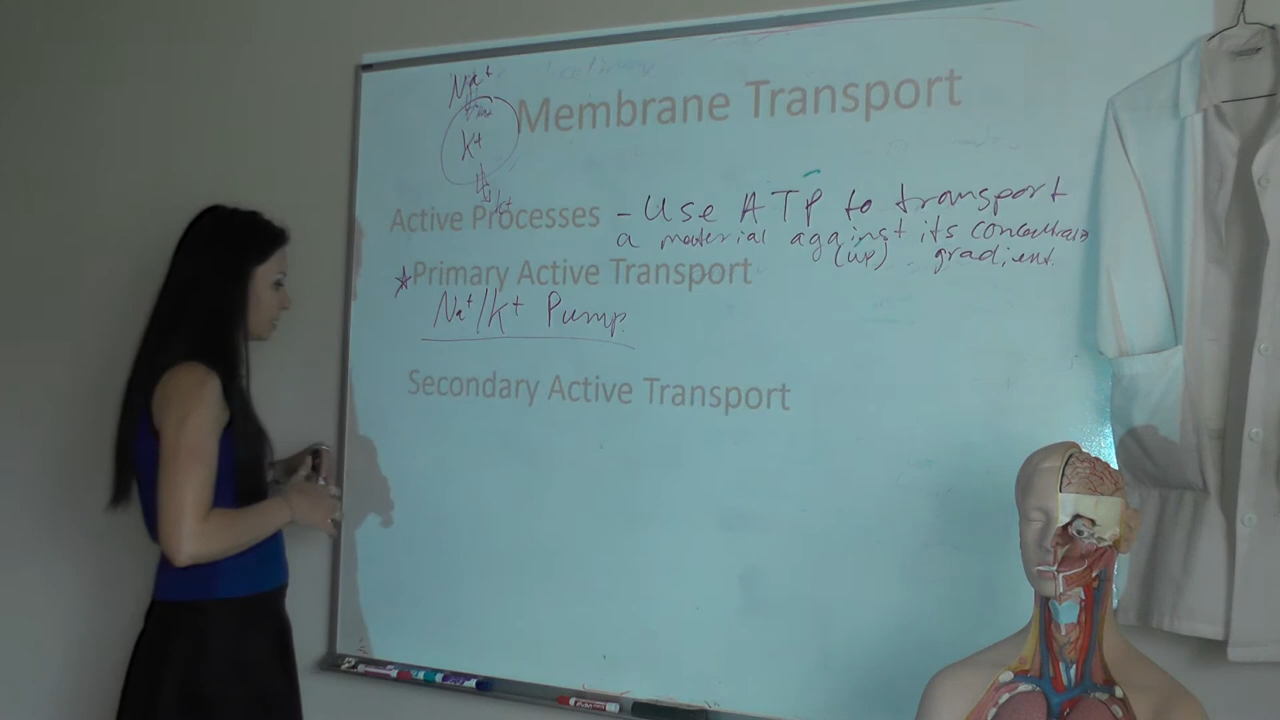 Na+
K+
K+
Membrane Transport
Active Processes - Use ATP to transport
a material against its
(up) gradient.
*Primary Active Transport
Na+/K+ Pump.
Secondary Active Transport